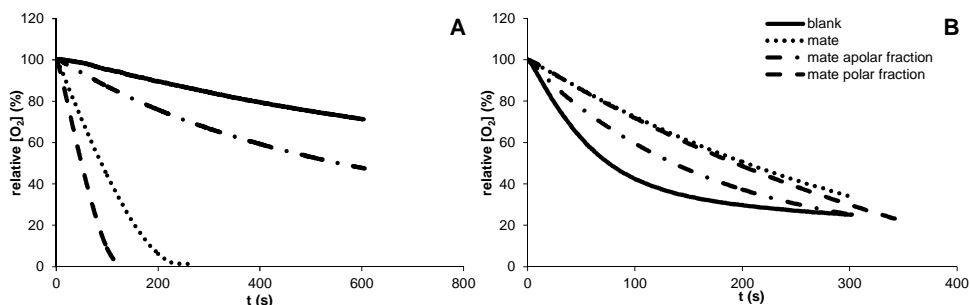 A
relative [O₂] (%)
120
100
80
60
40
20
0
0 200 400 600 800
t (s)
B
blank
mate
mate apolar fraction
mate polar fraction
relative [O₂] (%)
120
100
80
60
40
20
0
0 100 200 300 400
t (s)